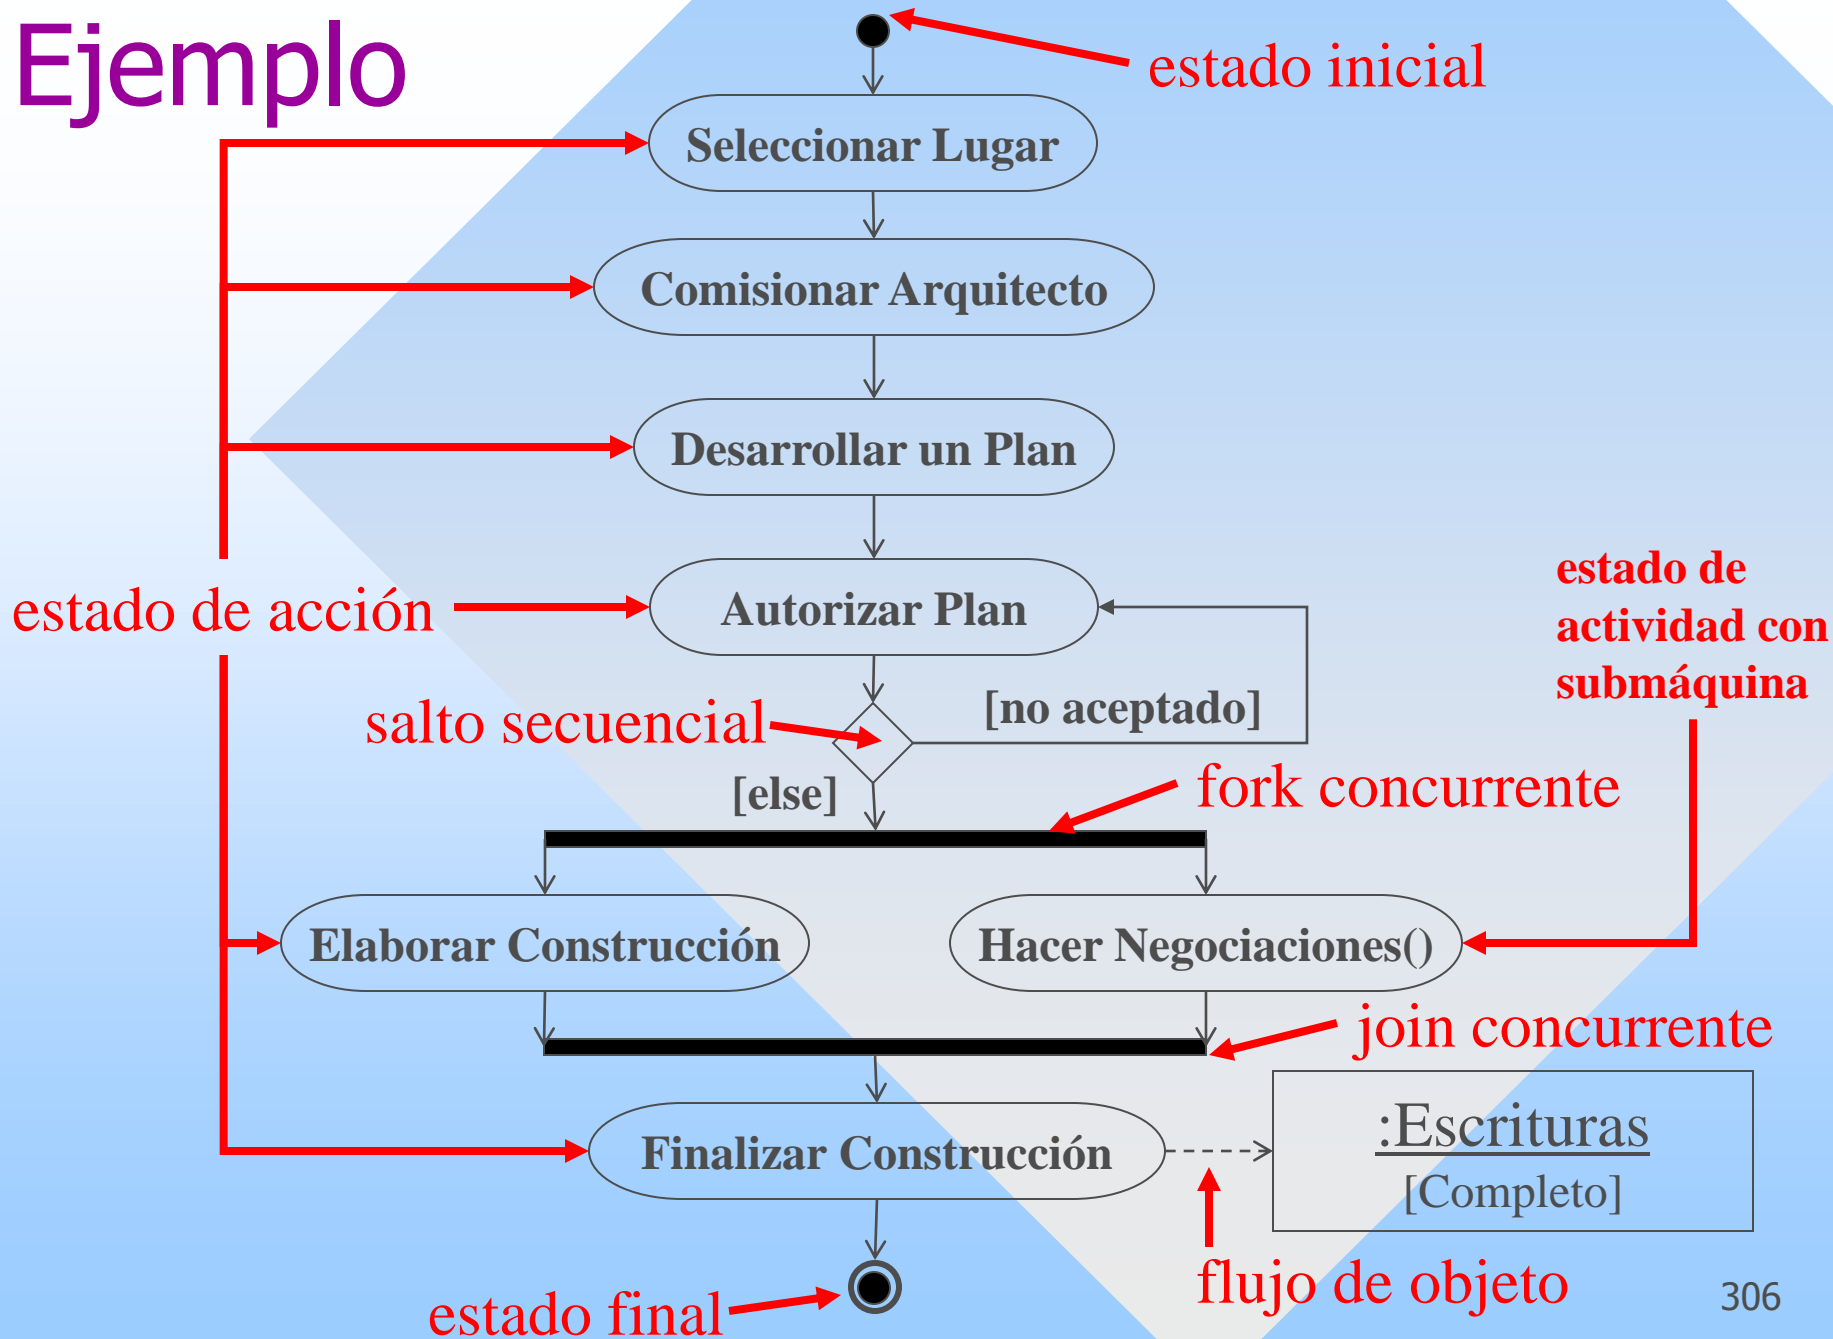 Ejemplo
estado inicial
Seleccionar Lugar
Comisionar Arquitecto
Desarrollar un Plan
estado de acción
Autorizar Plan
estado de
actividad con
submáquina
salto secuencial
[no aceptado]
[else]
fork concurrente
Elaborar Construcción
Hacer Negociaciones()
join concurrente
Finalizar Construcción
:Escrituras
[Completo]
flujo de objeto
estado final
306